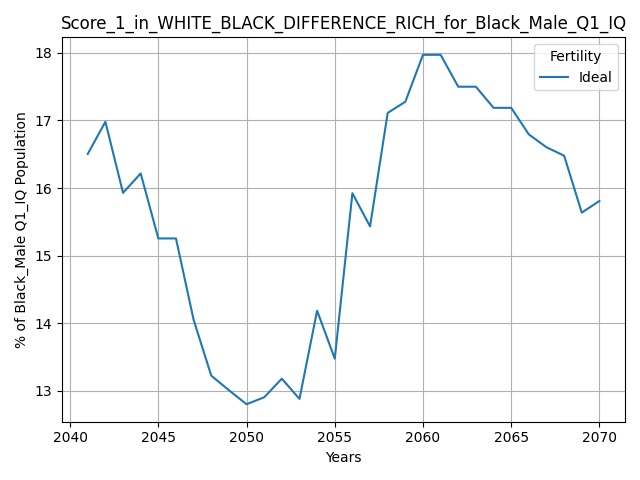 Score_1_in_WHITE_BLACK_DIFFERENCE_RICH_for_Black_Male_Q1_IQ
Fertility
Ideal
18
17
16
15
14
13
% of Black_Male Q1_IQ Population
2040
2045
2050
2055
2060
2065
2070
Years